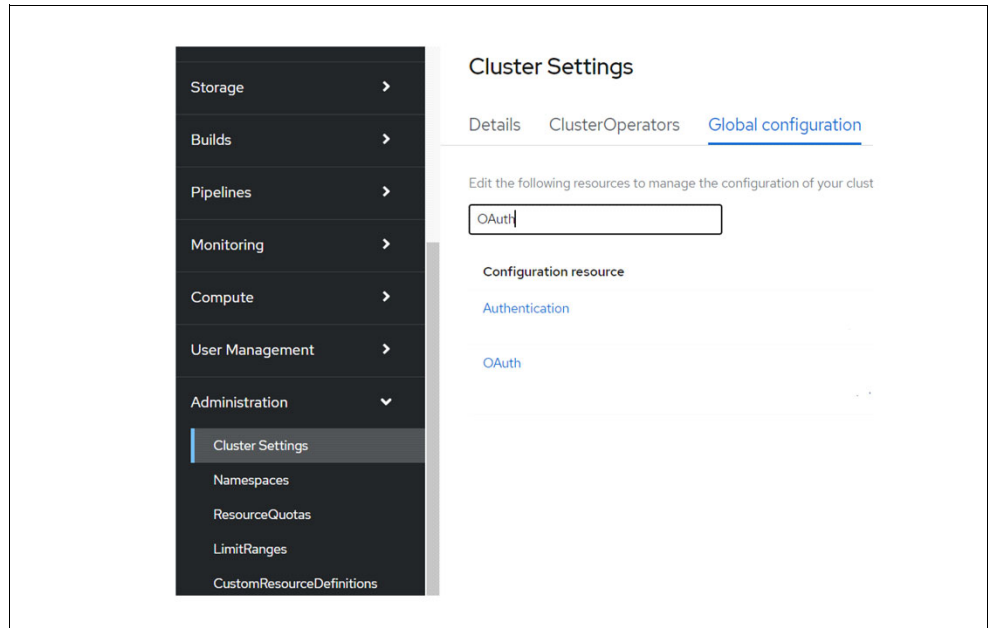 Storage
Builds
Pipelines
Monitoring
Compute
User Management
Administration
Cluster Settings
Namespaces
ResourceQuotas
LimitRanges
CustomResourceDefinitions
Cluster Settings
Details ClusterOperators Global configuration
Edit the following resources to manage the configuration of your clust
OAuth
Configuration resource
Authentication
OAuth